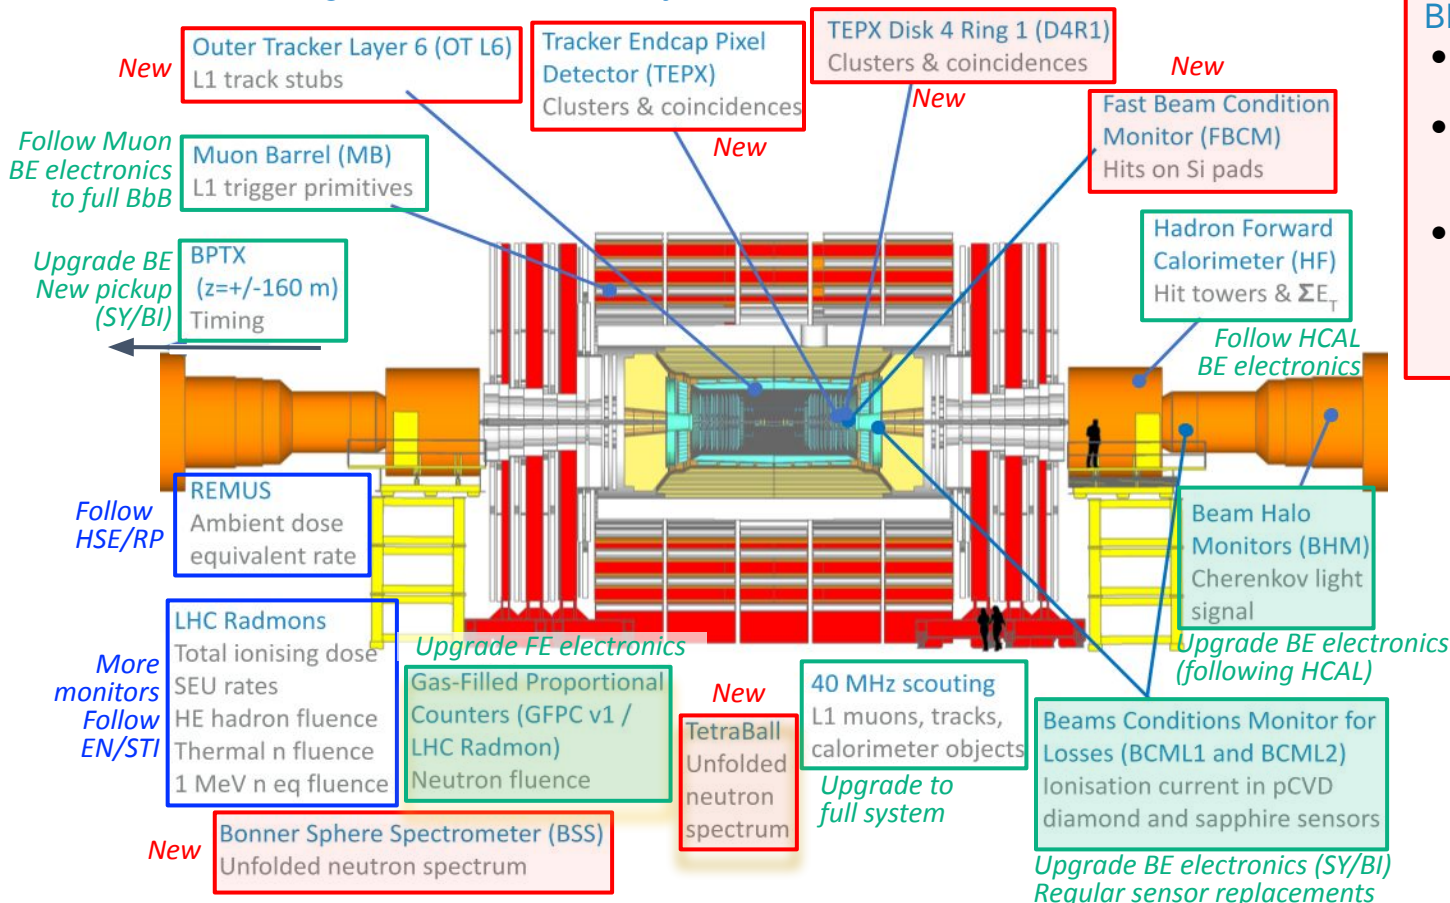 New
Outer Tracker Layer 6 (OT L6)
L1 track stubs
Tracker Endcap Pixel
Detector (TEPX)
Clusters & coincidences
New
TEPX Disk 4 Ring 1 (D4R1)
Clusters & coincidences
New
New
Fast Beam Condition
Monitor (FBCM)
Hits on Si pads
Follow Muon
BE electronics
to full BbB
Muon Barrel (MB)
L1 trigger primitives
Upgrade BE
New pickup
(SY/BI)
BPTX
(z=+/-160 m)
Timing
Hadron Forward
Calorimeter (HF)
Hit towers & ΣE_T
Follow HCAL
BE electronics
Follow
HSE/RP
REMUS
Ambient dose
equivalent rate
Beam Halo
Monitors (BHM)
Cherenkov light
signal
Upgrade BE electronics
(following HCAL)
More
monitors
Follow
EN/STI
LHC Radmons
Total ionising dose
SEU rates
HE hadron fluence
Thermal n fluence
1 MeV n eq fluence
Upgrade FE electronics
Gas-Filled Proportional
Counters (GFPC v1 /
LHC Radmon)
Neutron fluence
New
TetraBall
Unfolded
neutron
spectrum
40 MHz scouting
L1 muons, tracks,
calorimeter objects
Upgrade to
full system
Beams Conditions Monitor for
Losses (BCML1 and BCML2)
Ionisation current in pCVD
diamond and sapphire sensors
Upgrade BE electronics (SY/BI)
Regular sensor replacements
New
Bonner Sphere Spectrometer (BSS)
Unfolded neutron spectrum